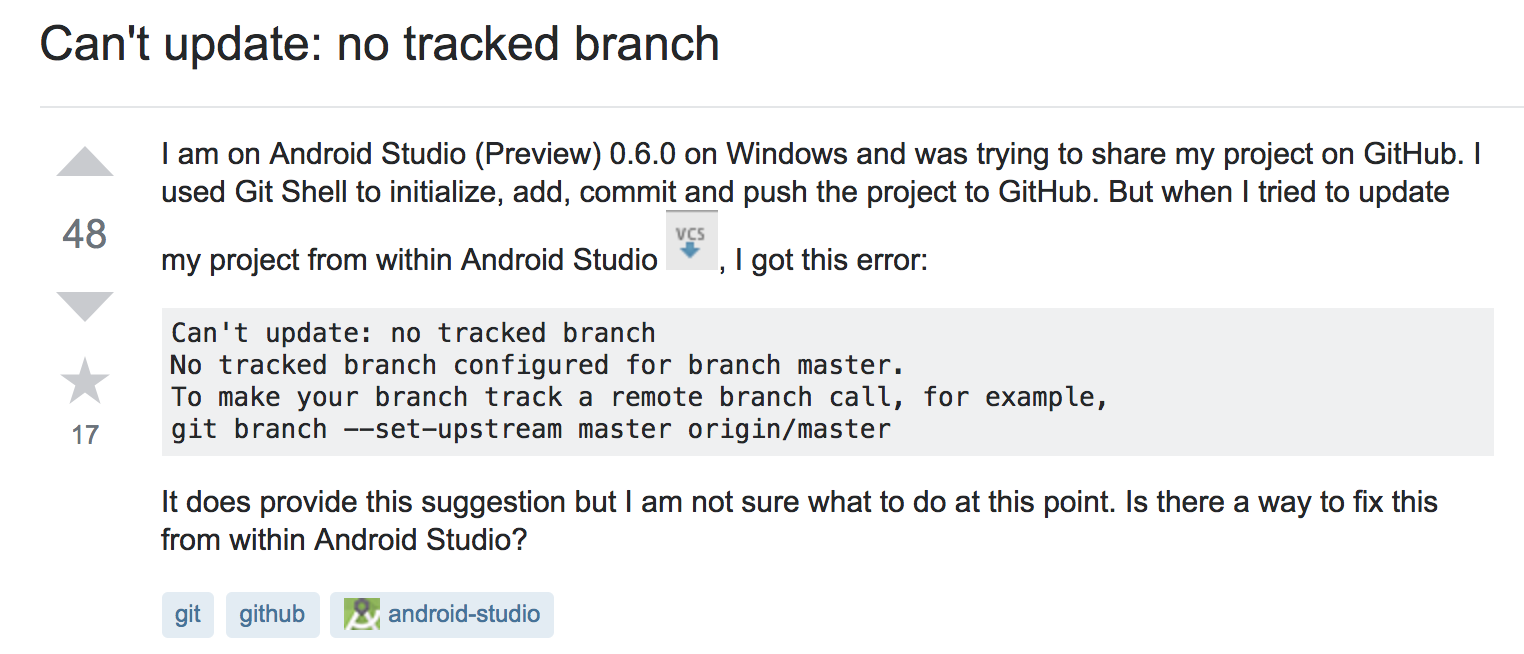 Can't update: no tracked branch
I am on Android Studio (Preview) 0.6.0 on Windows and was trying to share my project on GitHub. I
used Git Shell to initialize, add, commit and push the project to GitHub. But when I tried to update
48
VCS
my project from within Android Studio , I got this error:
Can't update: no tracked branch
No tracked branch configured for branch master.
To make your branch track a remote branch call, for example,
git branch --set-upstream master origin/master
17
It does provide this suggestion but I am not sure what to do at this point. Is there a way to fix this
from within Android Studio?
git github android-studio